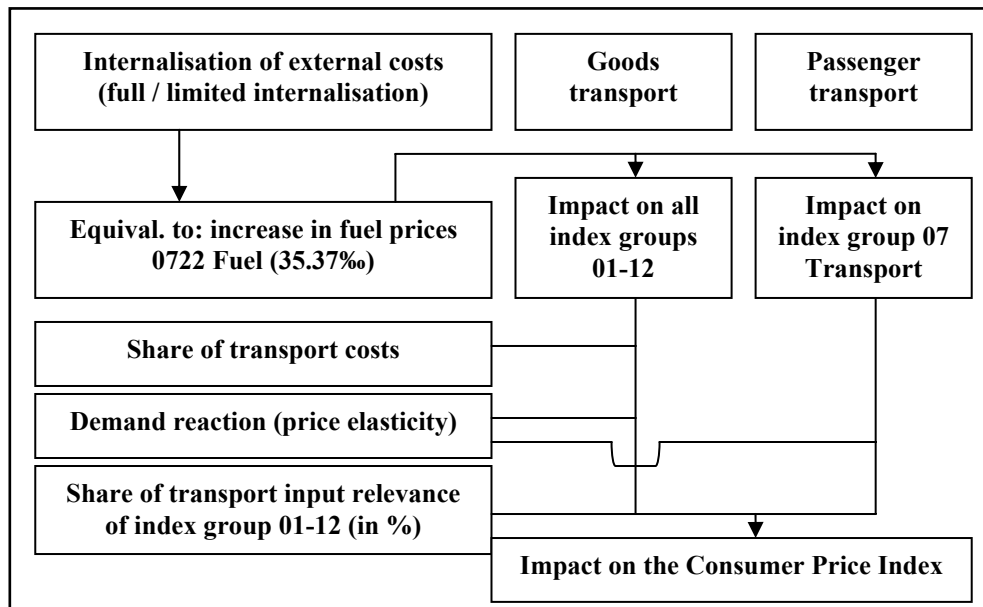 Internalisation of external costs
(full / limited internalisation)
Goods
transport
Passenger
transport
Equival. to: increase in fuel prices
0722 Fuel (35.37‰)
Impact on all
index groups
01-12
Impact on
index group 07
Transport
Share of transport costs
Demand reaction (price elasticity)
Share of transport input relevance
of index group 01-12 (in %)
Impact on the Consumer Price Index